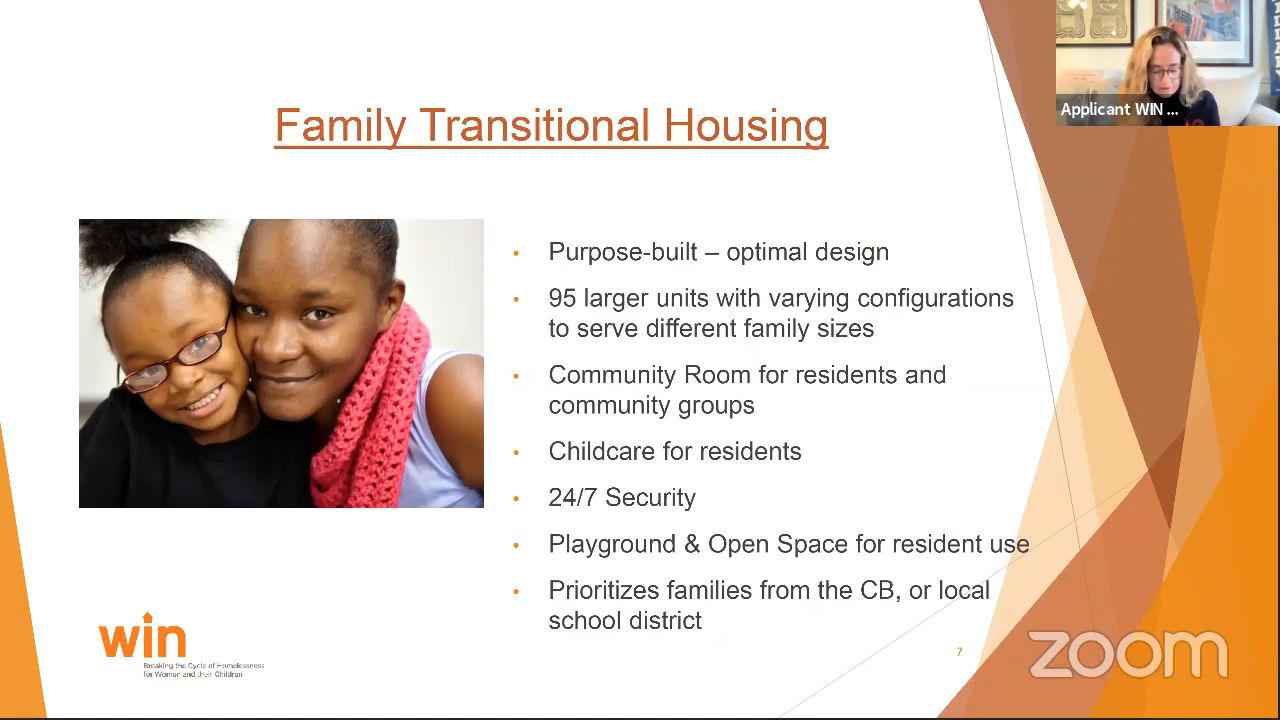 Applicant WIN ...
Family Transitional Housing
• Purpose-built – optimal design
• 95 larger units with varying configurations
to serve different family sizes
• Community Room for residents and
community groups
• Childcare for residents
• 24/7 Security
• Playground & Open Space for resident use
• Prioritizes families from the CB, or local
school district
win
Breaking the Cycle of Homelessness
for Women and their Children
7
zoom